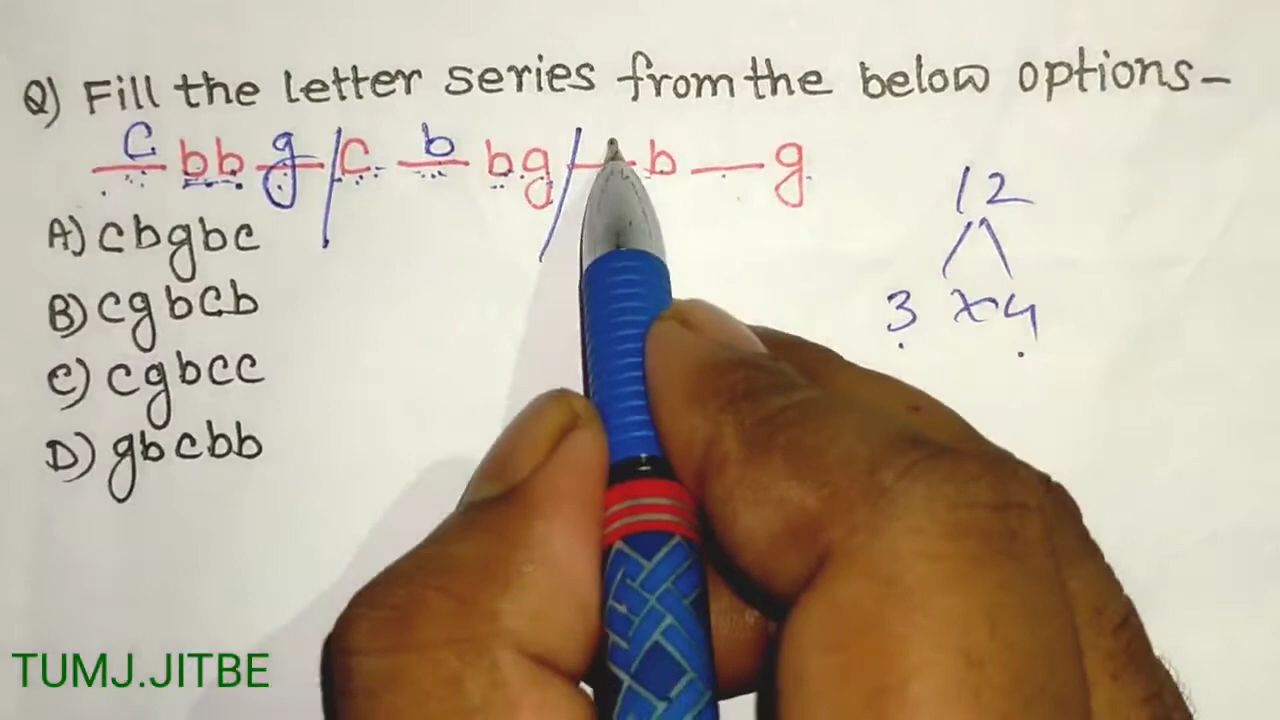 Q) Fill the letter series from the below options-
c bb g / c b bg / _ b _ g
A) cbgbc
B) cgbcb
C) cgbcc
D) gbcbb
12
3 x 4
TUMJ.JITBE